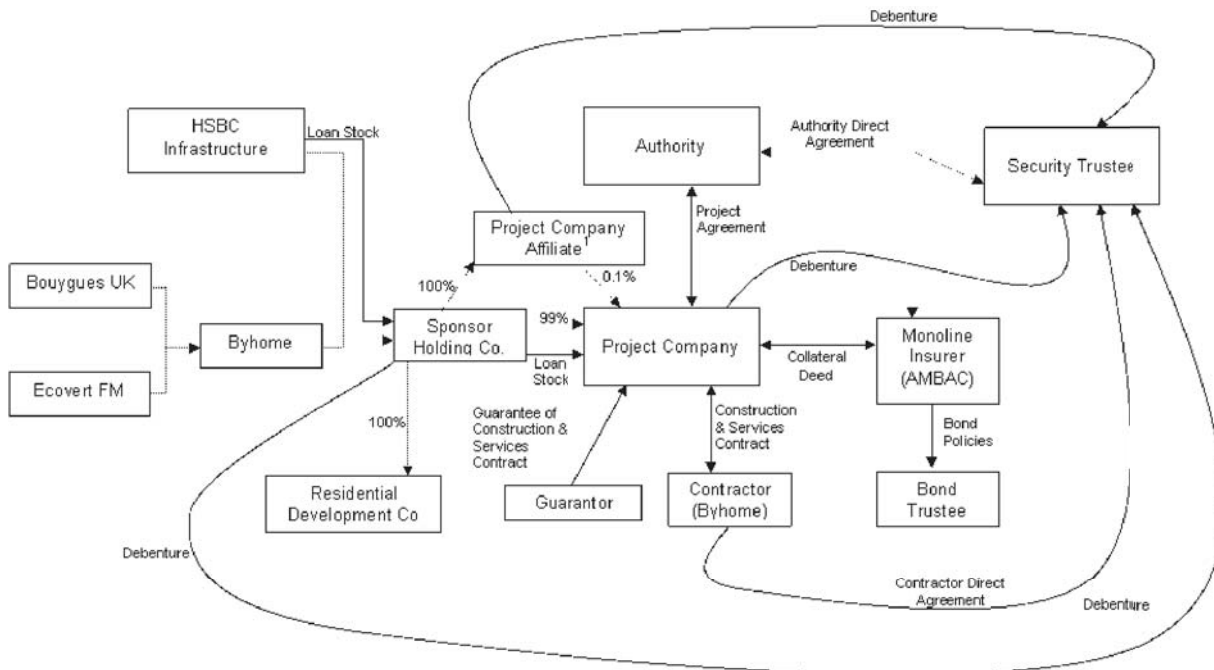 Debenture
HSBC
Infrastructure
Loan Stock
Authority
Authority Direct
Agreement
Security Trustee
Project
Agreement
Project Company
Affiliate1
Debenture
0.1%
100%
Bouygues UK
99%
Sponsor
Holding Co.
Project Company
Monoline
Insurer
(AMBAC)
Byhome
Loan
Stock
Collateral
Deed
Ecovert FM
100%
Guarantee of
Construction &
Services
Contract
Construction
& Services
Contract
Bond
Policies
Residential
Development Co
Guarantor
Contractor
(Byhome)
Bond
Trustee
Debenture
Contractor Direct
Agreement
Debenture